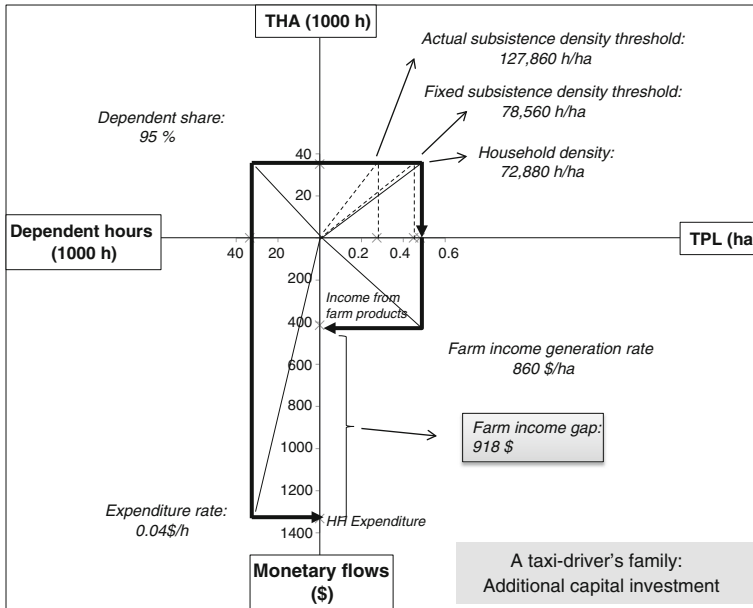 THA (1000 h)
Actual subsistence density threshold:
127,860 h/ha
Fixed subsistence density threshold:
78,560 h/ha
Dependent share:
95 %
Household density:
72,880 h/ha
40
20
Dependent hours
(1000 h)
TPL (ha
40
20
0.2
0.4
0.6
200
400
600
800
1000
1200
1400
Income from
farm products
Farm income generation rate
860 $/ha
Farm income gap:
918 $
Expenditure rate:
0.04$/h
HH Expenditure
Monetary flows
($)
A taxi-driver's family:
Additional capital investment